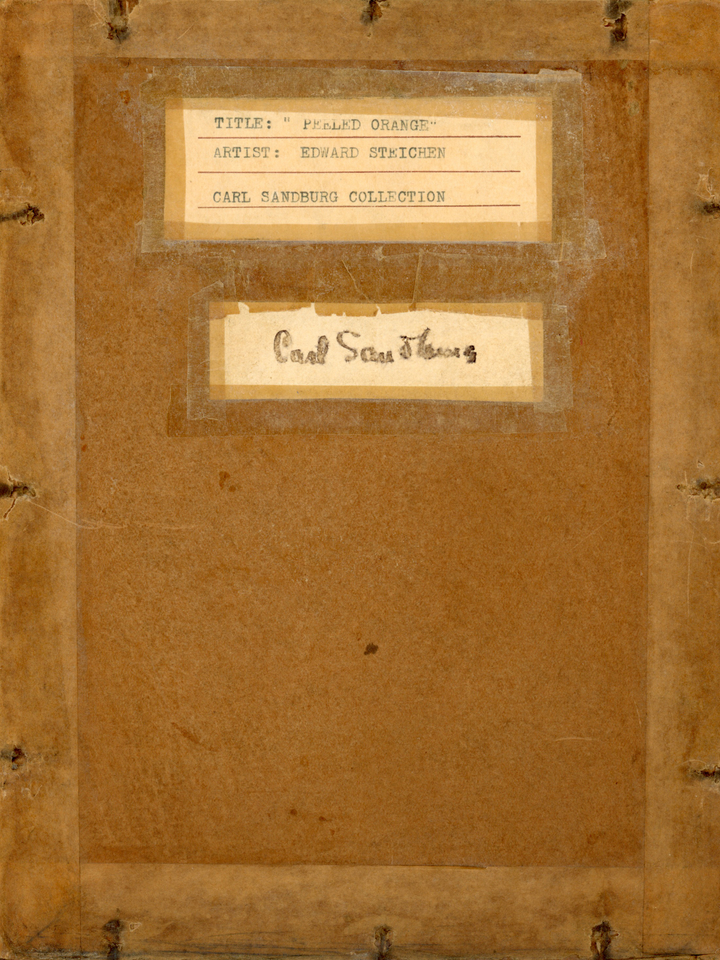 TITLE: " PEELED ORANGE"
ARTIST: EDWARD STEICHEN
CARL SANDBURG COLLECTION
Carl Sandburg